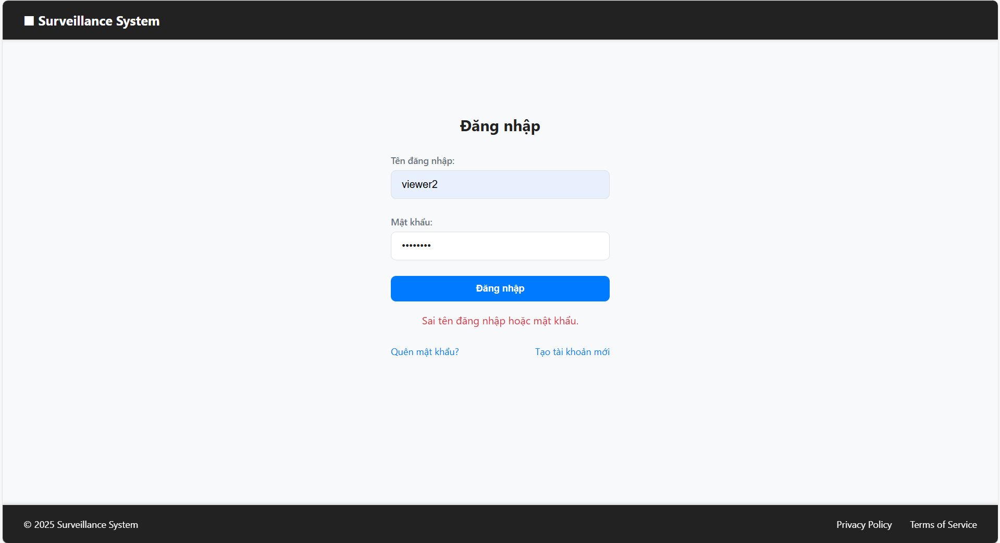 Surveillance System
Đăng nhập
Tên đăng nhập:
viewer2
Mật khẩu:
••••••••
Đăng nhập
Sai tên đăng nhập hoặc mật khẩu.
Quên mật khẩu? Tạo tài khoản mới
© 2025 Surveillance System Privacy Policy Terms of Service